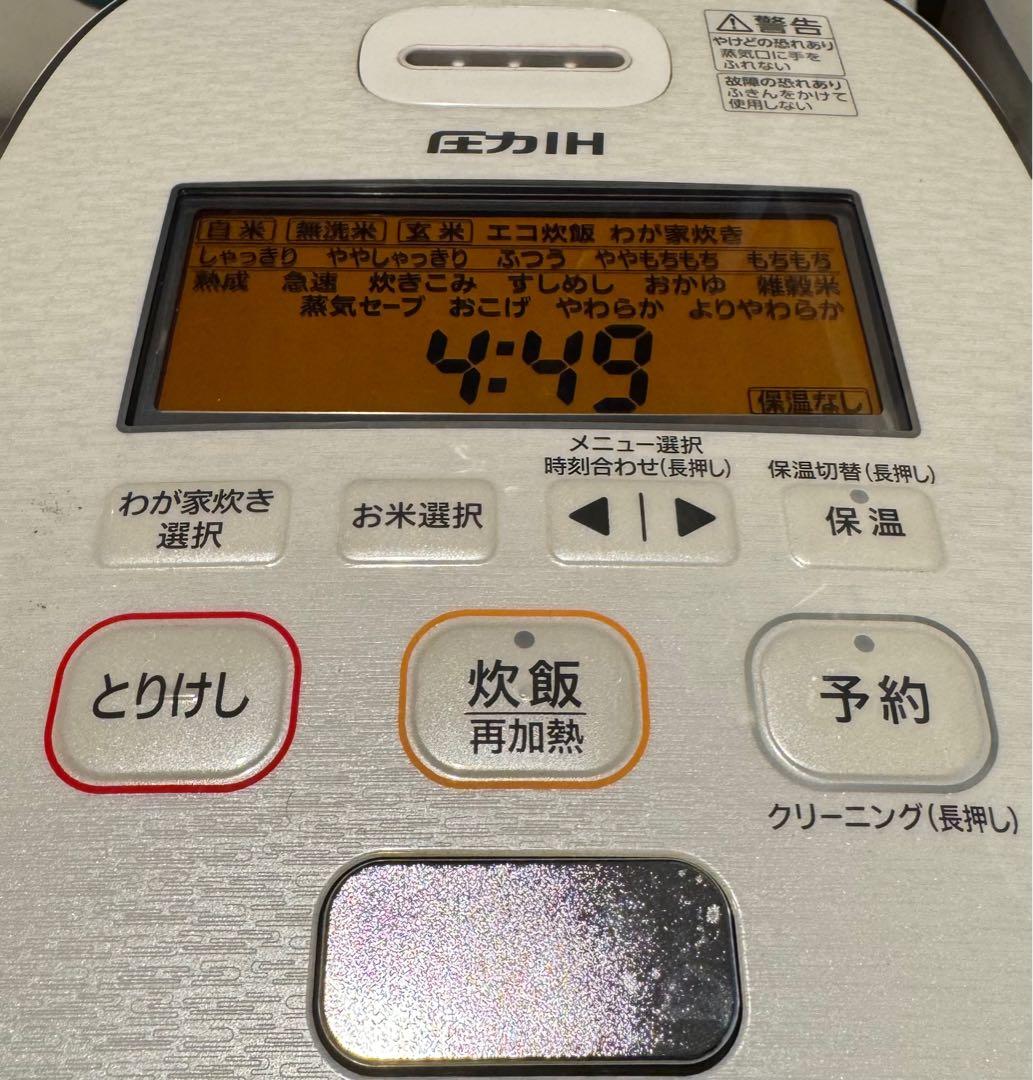 警告
やけどの恐れあり
蒸気口に手を
ふれない
故障の恐れあり
ふきんをかけて
使用しない
圧力IH
白米 無洗米 玄米 エコ炊飯 わが家炊き
しゃっきり ややしゃっきり ふつう ややもちもち もちもち
熟成 急速 炊きこみ すしめし おかゆ 雑穀米
蒸気セーブ おこげ やわらか よりやわらか
4:49
保温なし
メニュー選択
時刻合わせ(長押し)
保温切替(長押し)
わが家炊き
選択
お米選択
◀|▶
保温
とりけし
炊飯
再加熱
予約
クリーニング(長押し)